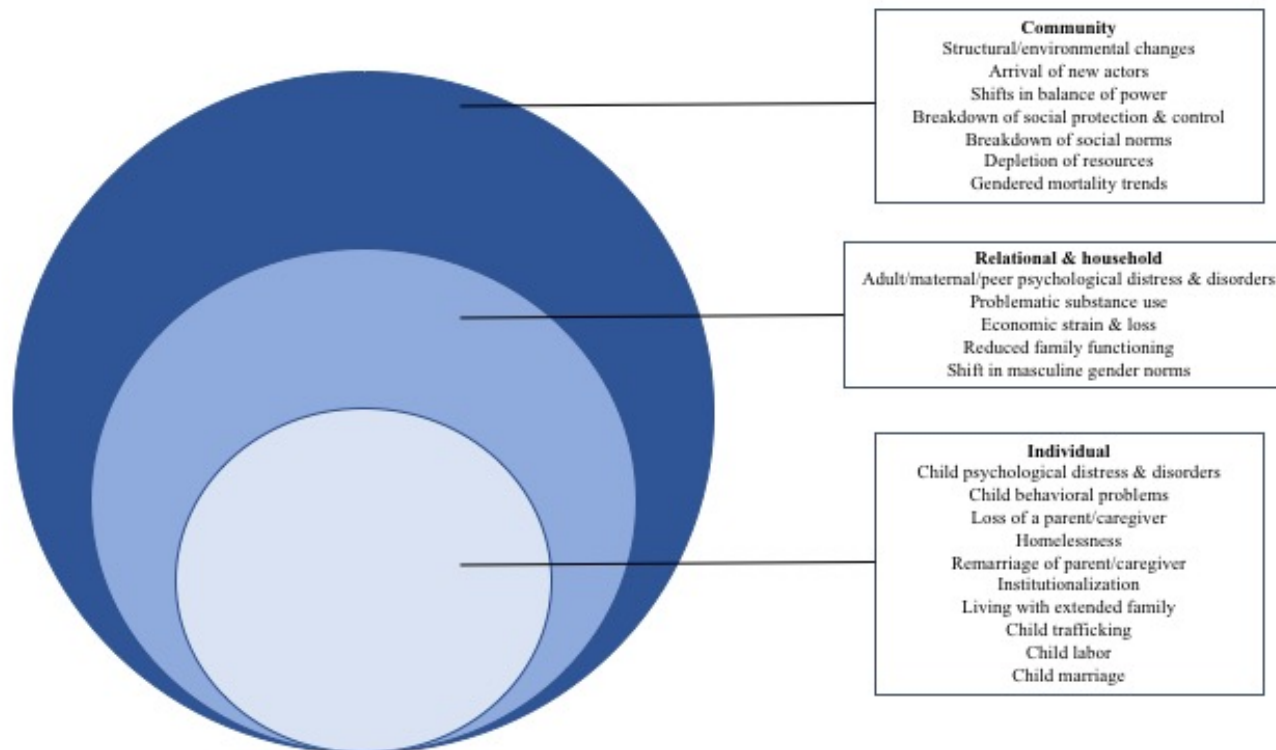 Community
Structural/environmental changes
Arrival of new actors
Shifts in balance of power
Breakdown of social protection & control
Breakdown of social norms
Depletion of resources
Gendered mortality trends
Relational & household
Adult/maternal/peer psychological distress & disorders
Problematic substance use
Economic strain & loss
Reduced family functioning
Shift in masculine gender norms
Individual
Child psychological distress & disorders
Child behavioral problems
Loss of a parent/caregiver
Homelessness
Remarriage of parent/caregiver
Institutionalization
Living with extended family
Child trafficking
Child labor
Child marriage